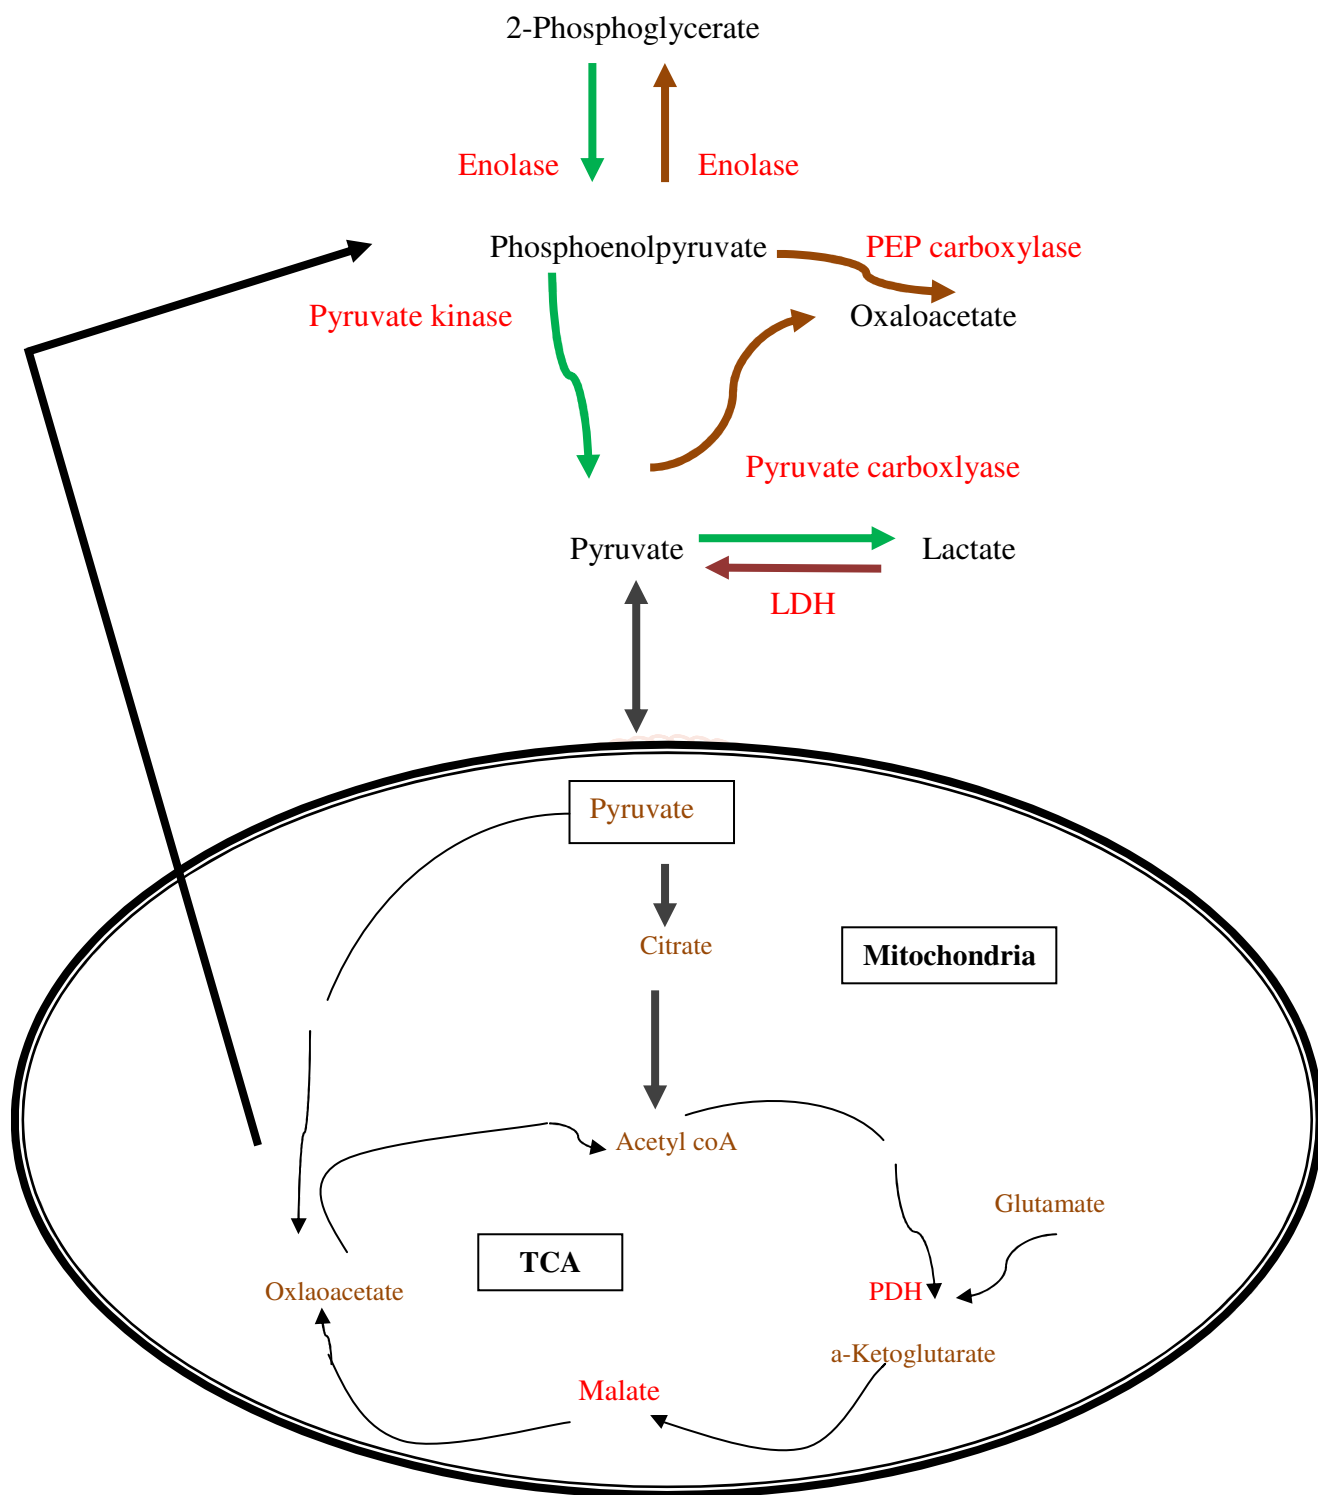 2-Phosphoglycerate
Enolase
Enolase
Phosphoenolpyruvate
PEP carboxylase
Pyruvate kinase
Oxaloacetate
Pyruvate carboxlyase
Pyruvate
Lactate
LDH
Pyruvate
Citrate
Mitochondria
Acetyl coA
Glutamate
TCA
Oxlaoacetate
PDH
a-Ketoglutarate
Malate